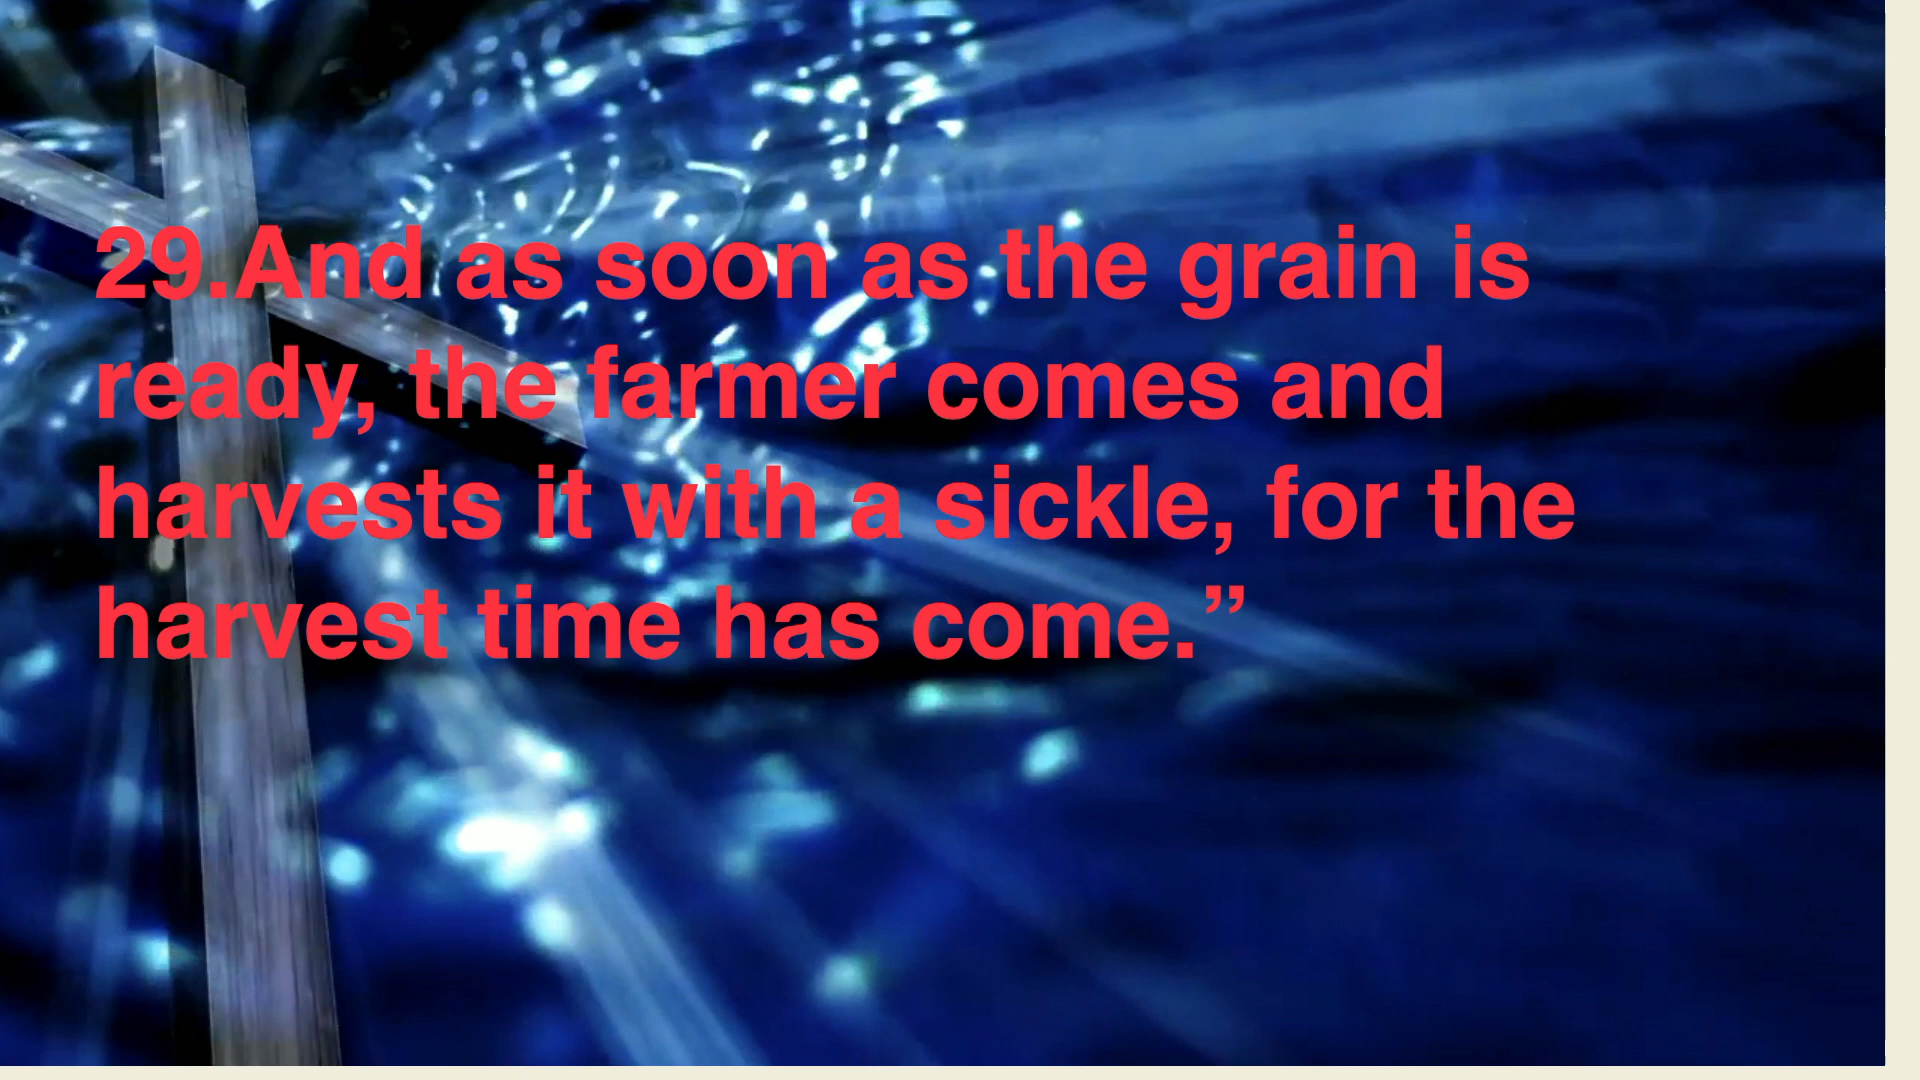 29.And as soon as the grain is
ready, the farmer comes and
harvests it with a sickle, for the
harvest time has come.”